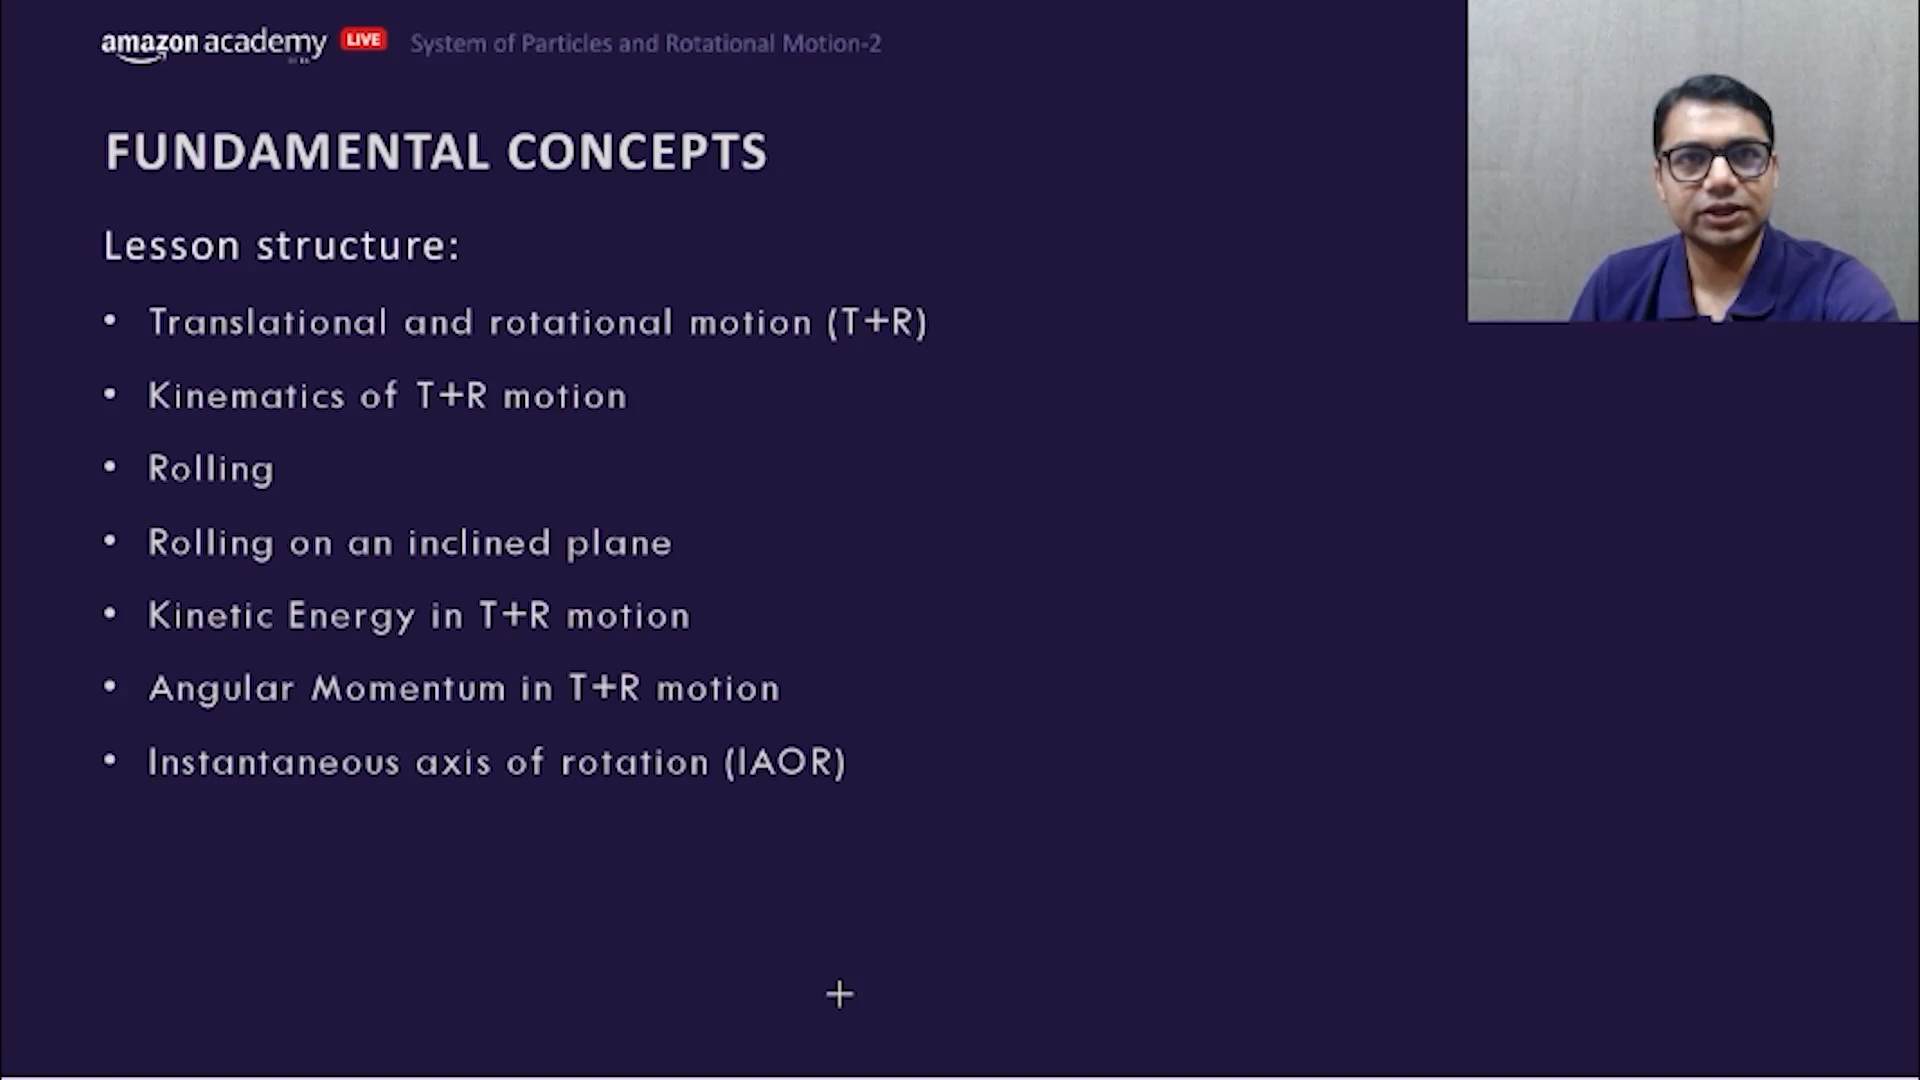 amazon academy LIVE System of Particles and Rotational Motion-2
FUNDAMENTAL CONCEPTS
Lesson structure:
• Translational and rotational motion (T+R)
• Kinematics of T+R motion
• Rolling
• Rolling on an inclined plane
• Kinetic Energy in T+R motion
• Angular Momentum in T+R motion
• Instantaneous axis of rotation (IAOR)